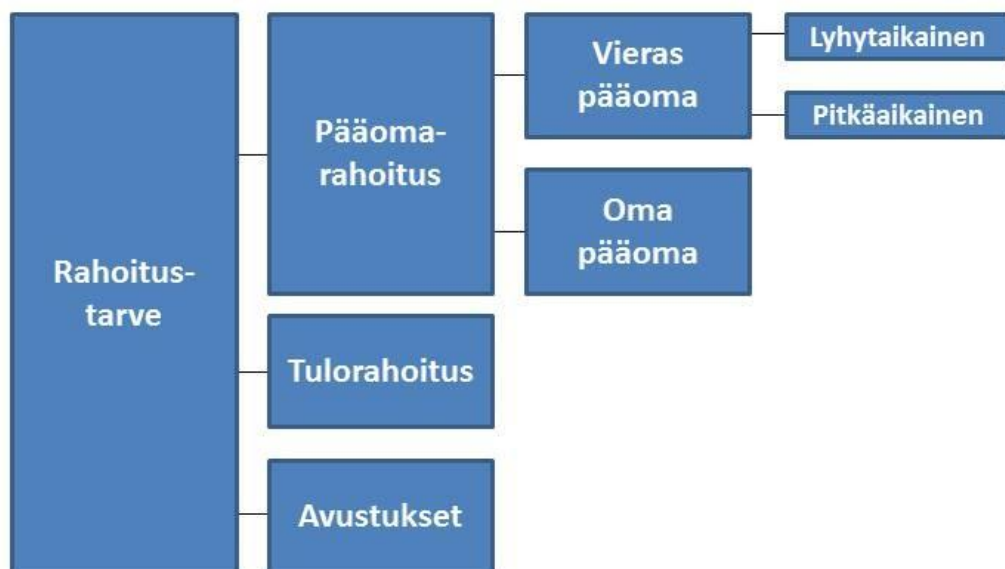 Rahoitus-
tarve
Pääoma-
rahoitus
Vieras
pääoma
Lyhytaikainen
Pitkäaikainen
Oma
pääoma
Tulorahoitus
Avustukset